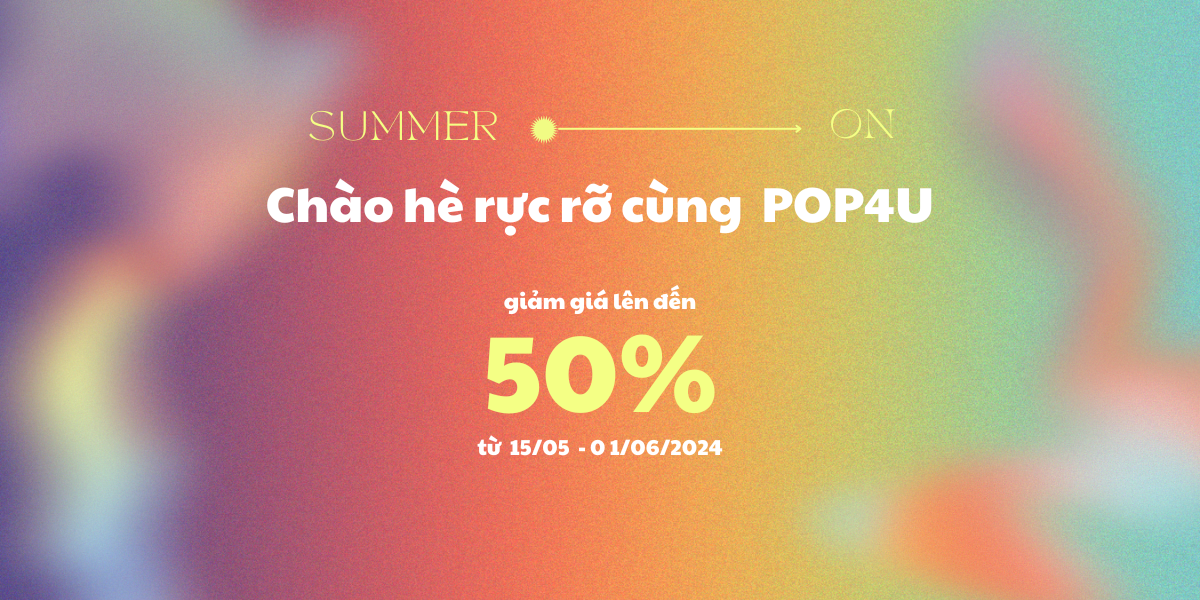 SUMMER ON
Chào hè rực rỡ cùng POP4U
giảm giá lên đến
50%
từ 15/05 - 0 1/06/2024